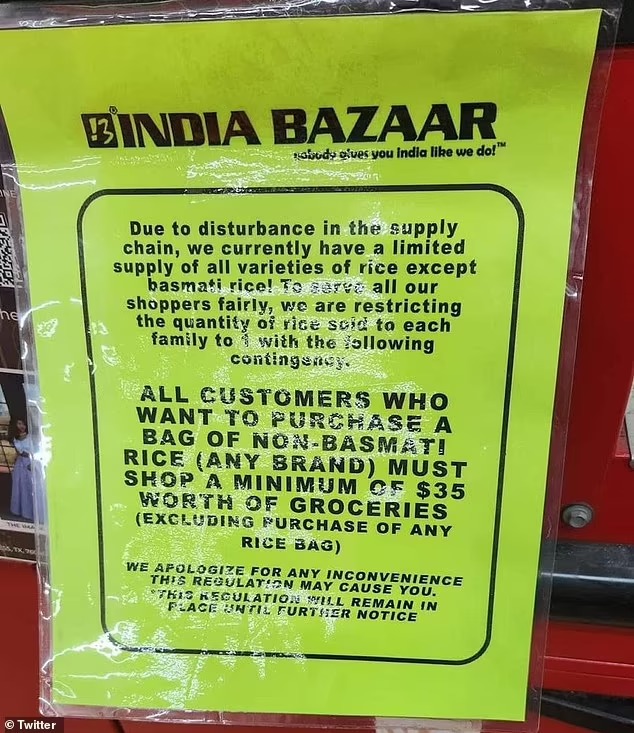 INDIA BAZAAR
nobody gives you india like we do!™
Due to disturbance in the supply
chain, we currently have a limited
supply of all varieties of rice except
basmati rice! To serve all our
shoppers fairly, we are restricting
the quantity of rice sold to each
family to 1 with the following
contingency.
ALL CUSTOMERS WHO
WANT TO PURCHASE A
BAG OF NON-BASMATI
RICE (ANY BRAND) MUST
SHOP A MINIMUM OF $35
WORTH OF GROCERIES
(EXCLUDING PURCHASE OF ANY
RICE BAG)
WE APOLOGIZE FOR ANY INCONVENIENCE
THIS REGULATION MAY CAUSE YOU.
*THIS REGULATION WILL REMAIN IN
PLACE UNTIL FURTHER NOTICE
© Twitter